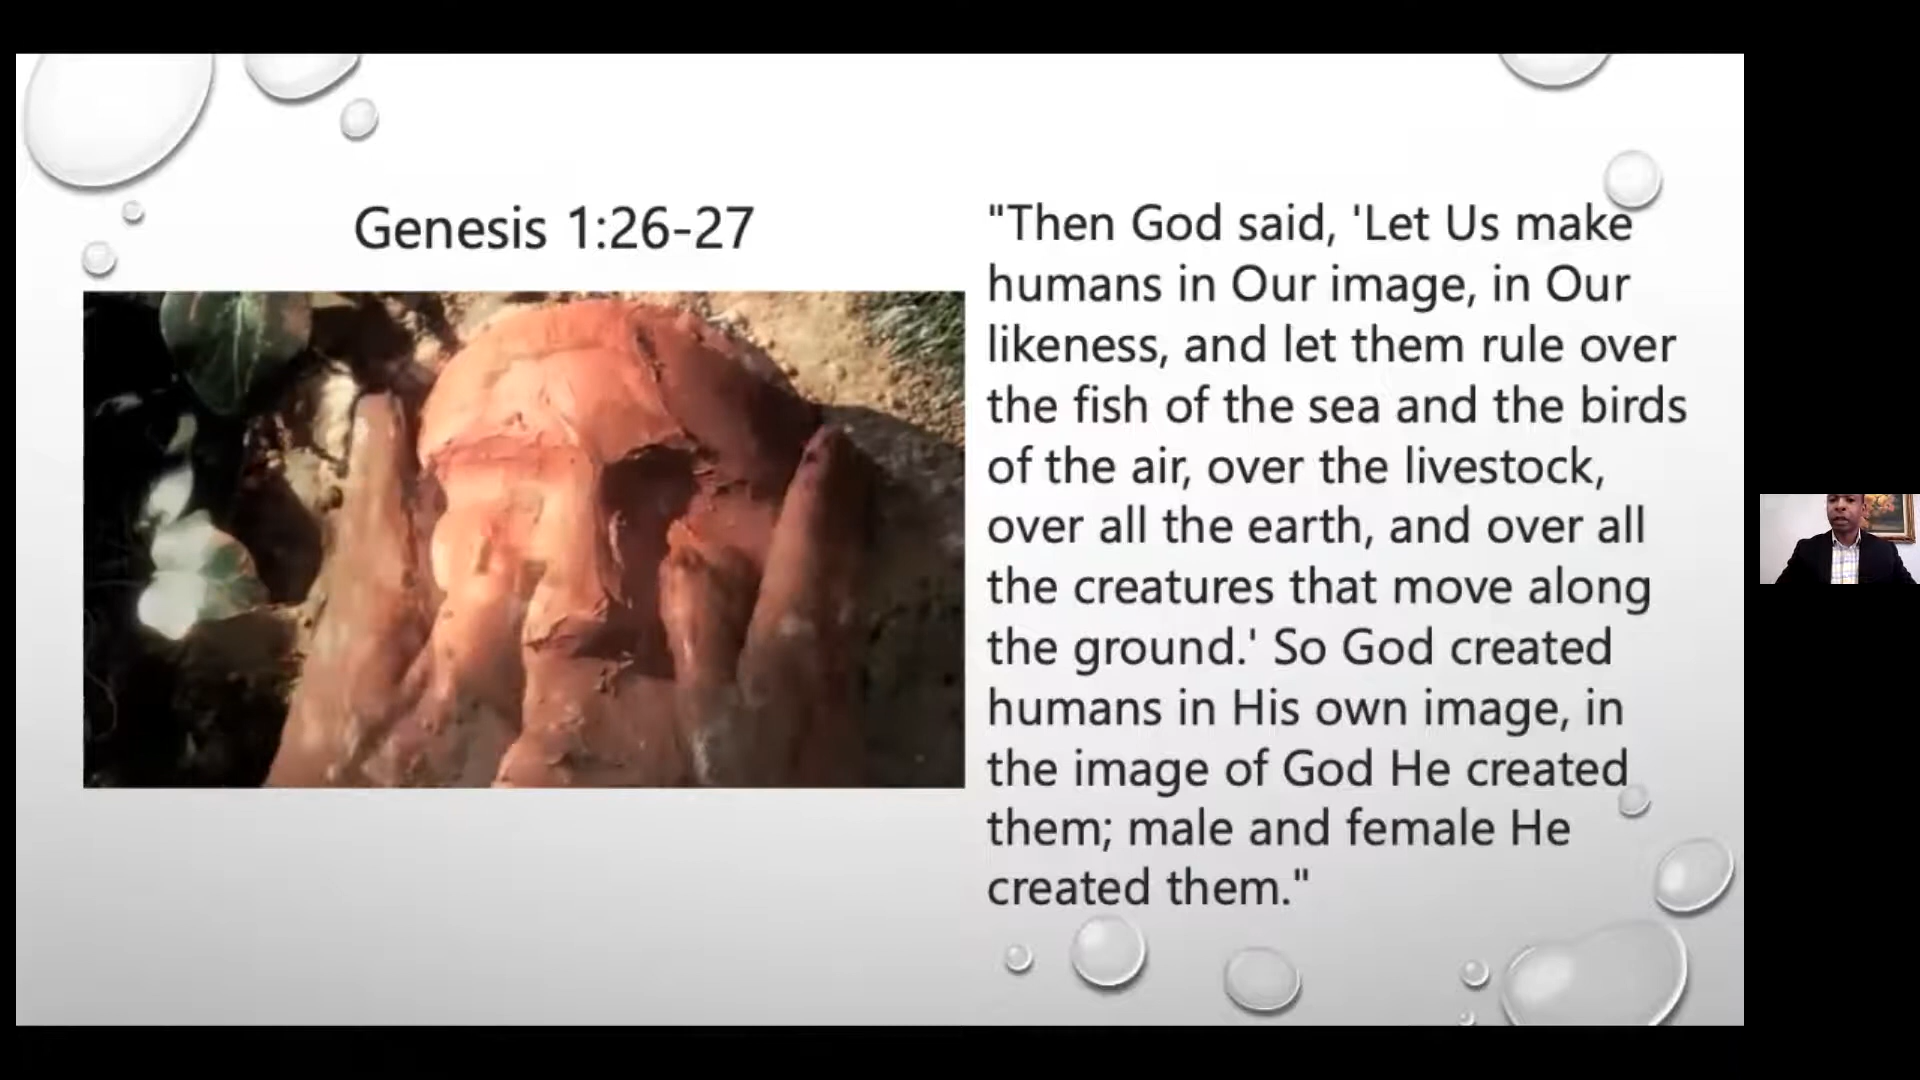 Genesis 1:26-27
"Then God said, 'Let Us make
humans in Our image, in Our
likeness, and let them rule over
the fish of the sea and the birds
of the air, over the livestock,
over all the earth, and over all
the creatures that move along
the ground.' So God created
humans in His own image, in
the image of God He created
them; male and female He
created them."